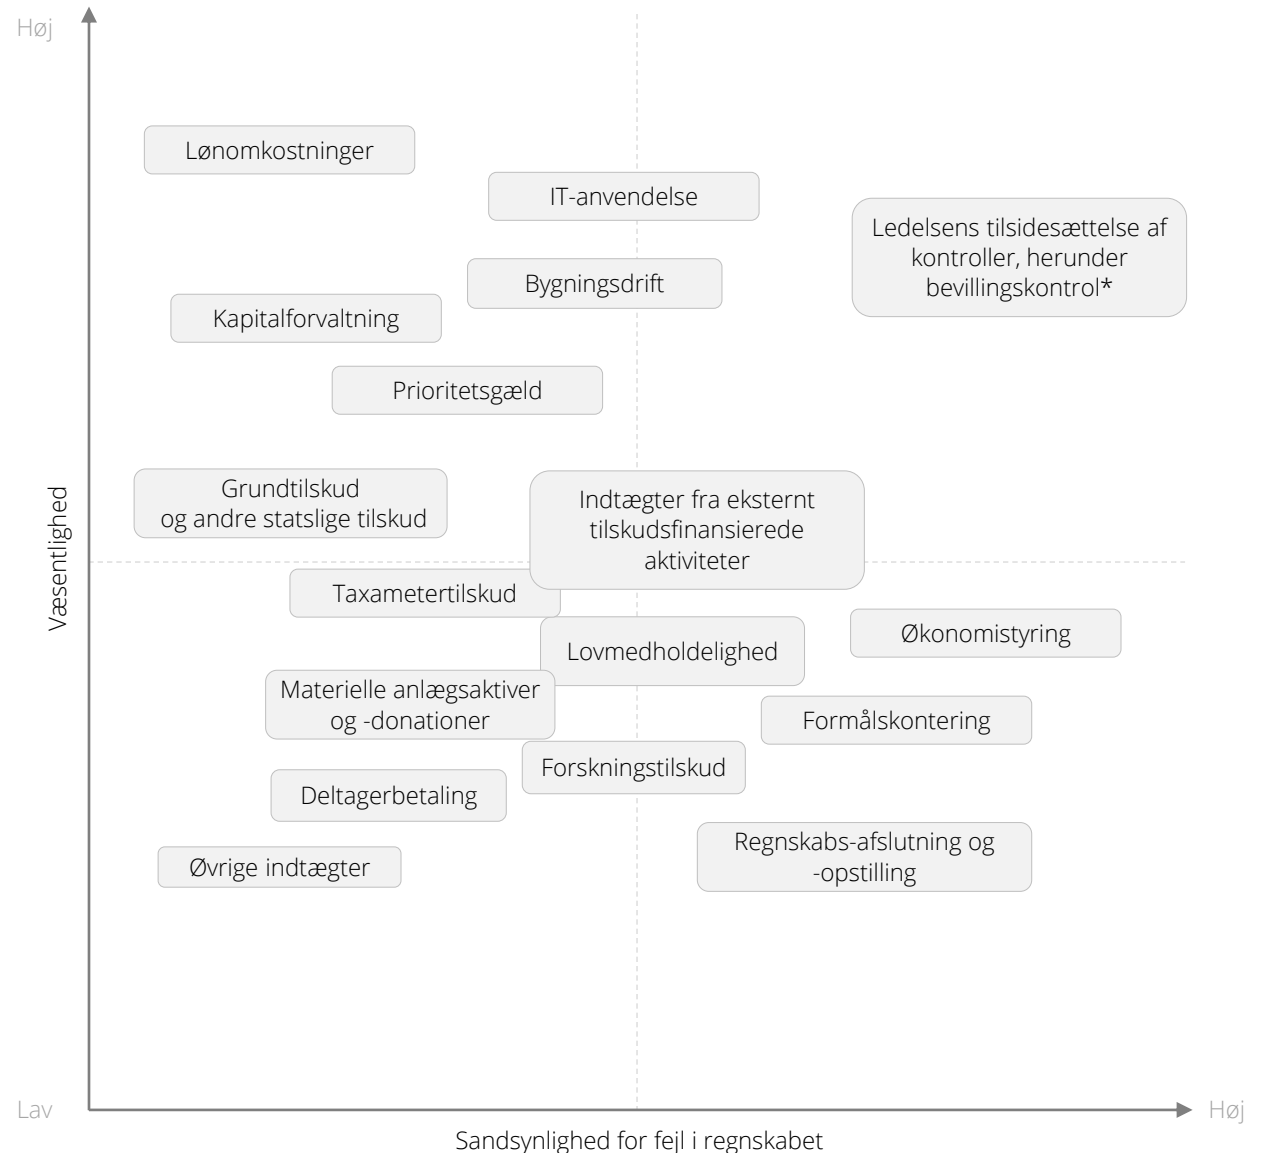 Høj
Lønomkostninger
IT-anvendelse
Ledelsens tilsidesættelse af
kontroller, herunder
bevillingskontrol*
Bygningsdrift
Kapitalforvaltning
Prioritetsgæld
Grundtilskud
og andre statslige tilskud
Indtægter fra eksternt
tilskudsfinansierede
aktiviteter
Væsentlighed
Taxametertilskud
Økonomistyring
Lovmedholdelighed
Materielle anlægsaktiver
og -donationer
Formålskontering
Forskningstilskud
Deltagerbetaling
Regnskabs-afslutning og
-opstilling
Øvrige indtægter
Lav
Høj
Sandsynlighed for fejl i regnskabet